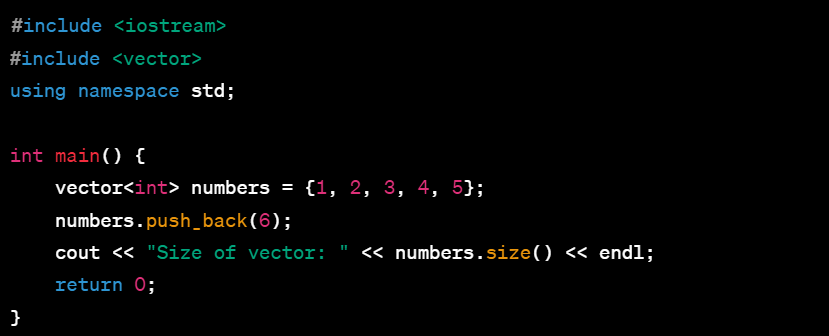 #include <iostream>
#include <vector>
using namespace std;

int main() {
    vector<int> numbers = {1, 2, 3, 4, 5};
    numbers.push_back(6);
    cout << "Size of vector: " << numbers.size() << endl;
    return 0;
}